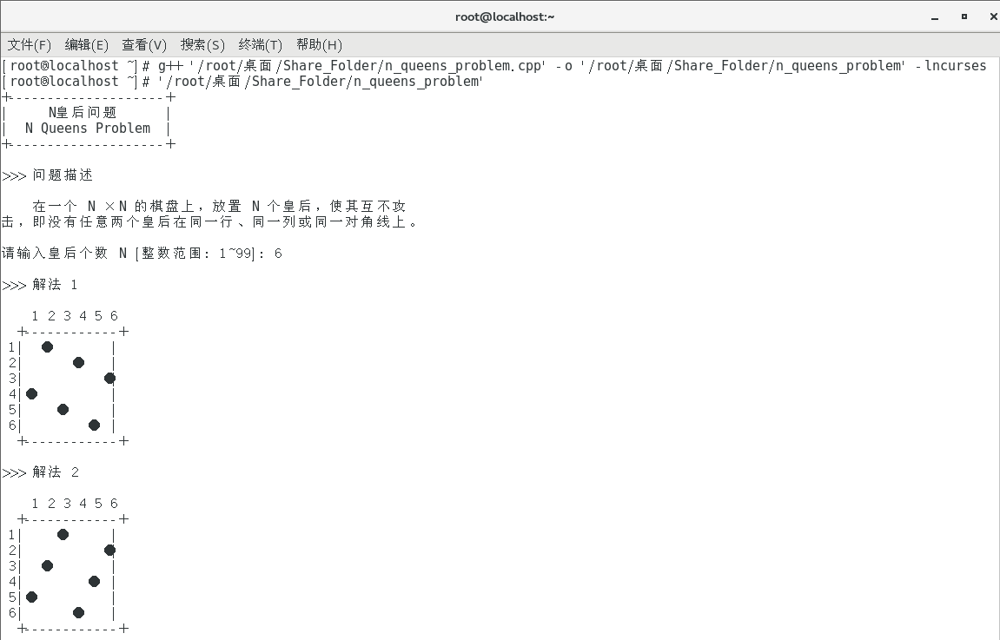 root@localhost:~
文件(F) 编辑(E) 查看(V) 搜索(S) 终端(T) 帮助(H)
[root@localhost ~]# g++ '/root/桌面/Share_Folder/n_queens_problem.cpp' -o '/root/桌面/Share_Folder/n_queens_problem' -lncurses
[root@localhost ~]# '/root/桌面/Share_Folder/n_queens_problem'
+--------------------+
|      N皇后问题      |
|  N Queens Problem  |
+--------------------+
>>> 问题描述
在一个 N ×N 的棋盘上，放置 N 个皇后，使其互不攻
击，即没有任意两个皇后在同一行、同一列或同一对角线上。
请输入皇后个数 N [整数范围: 1~99]: 6
>>> 解法 1
1 2 3 4 5 6
+------------+
1|   ●        |
2|       ●    |
3|           ●|
4| ●          |
5|     ●      |
6|         ●  |
+------------+
>>> 解法 2
1 2 3 4 5 6
+------------+
1|     ●      |
2|           ●|
3|   ●        |
4|         ●  |
5| ●          |
6|       ●    |
+------------+